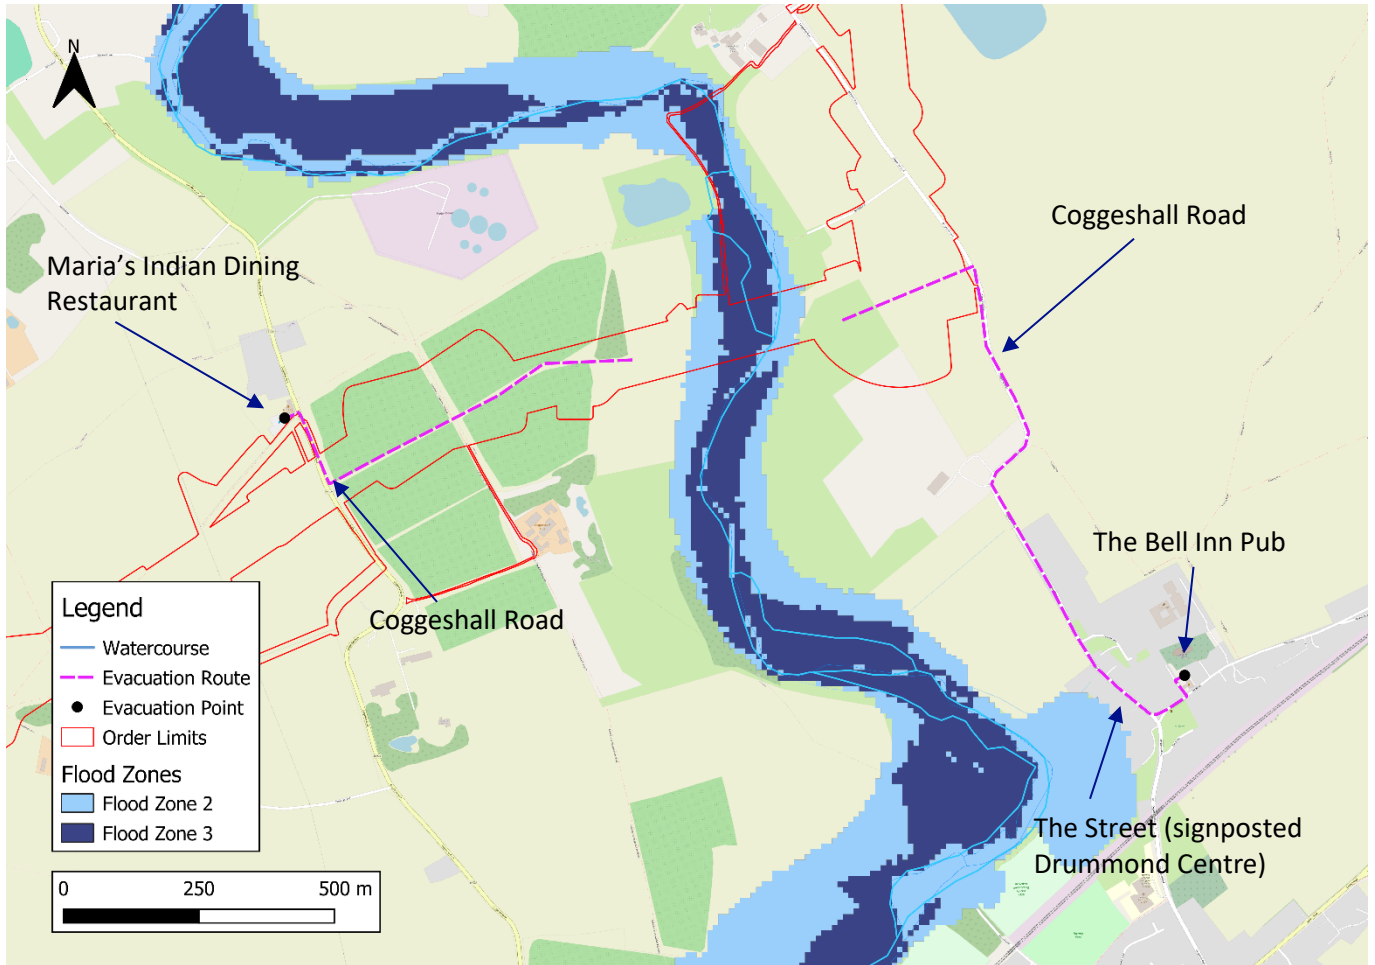 N
Coggeshall Road
Maria’s Indian Dining
Restaurant
The Bell Inn Pub
Coggeshall Road
Legend
Watercourse
Evacuation Route
Evacuation Point
Order Limits
Flood Zones
Flood Zone 2
Flood Zone 3
The Street (signposted
Drummond Centre)
0 250 500 m